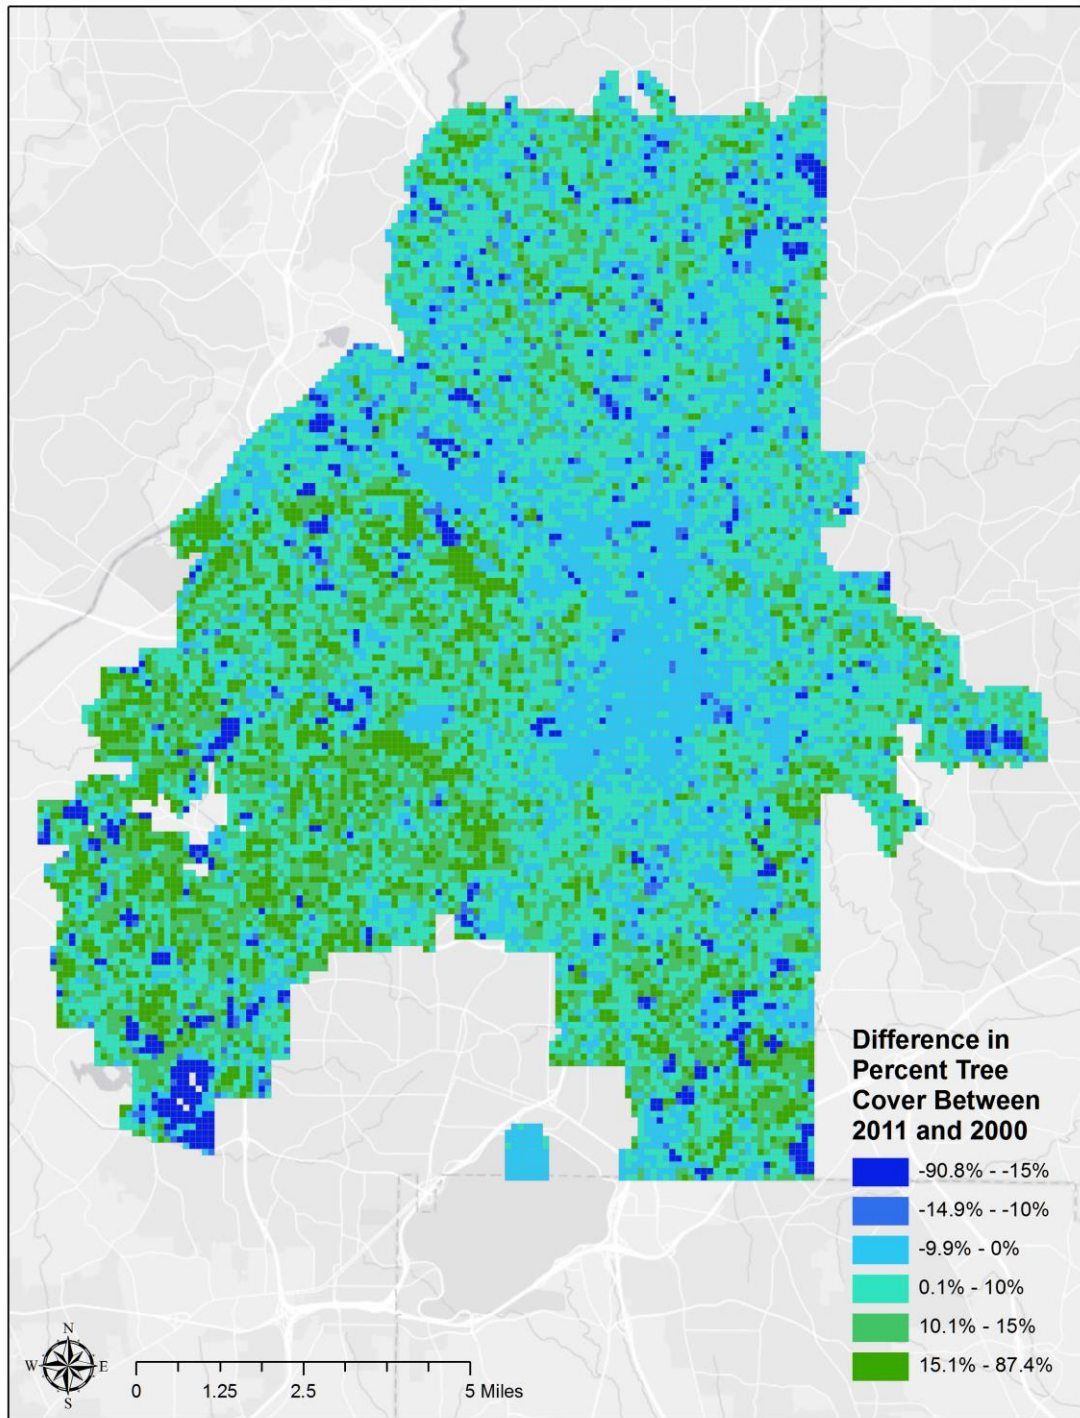 Difference in
Percent Tree
Cover Between
2011 and 2000
-90.8% - -15%
-14.9% - -10%
-9.9% - 0%
0.1% - 10%
10.1% - 15%
15.1% - 87.4%
N
W E
S
0 1.25 2.5 5 Miles